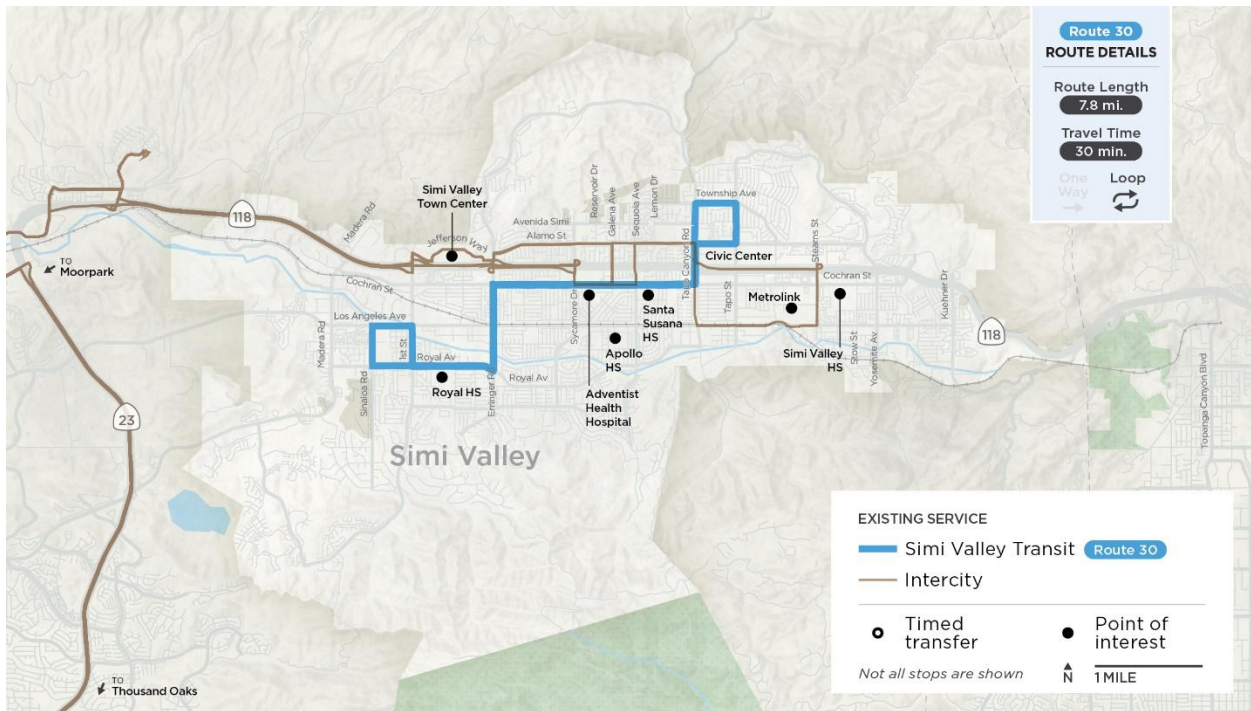 Route 30
ROUTE DETAILS
Route Length
7.8 mi.
Travel Time
30 min.
One
Way
Loop
Simi Valley
Town Center
118
Madera Rd
Jefferson Way
Avenida Simi
Alamo St
Reservoir Dr
Galena Ave
Sequoia Ave
Lemon Dr
Township Ave
Tapo Canyon Rd
Civic Center
Stearns St
Cochran St
TO
Moorpark
Cochran St
Sycamore Dr
Santa
Susana
HS
Tapo St
Metrolink
Kuehner Dr
118
Los Angeles Ave
Madera Rd
1st St
Royal Av
Apollo
HS
Simi Valley
HS
Stow St
Yosemite Av
Sinaloa Rd
Royal HS
Erringer R
Royal Av
Adventist
Health
Hospital
Topanga Canyon Blvd
23
Simi Valley
TO
Thousand Oaks
EXISTING SERVICE
Simi Valley Transit Route 30
Intercity
Timed
transfer
Point of
interest
Not all stops are shown
N
1 MILE